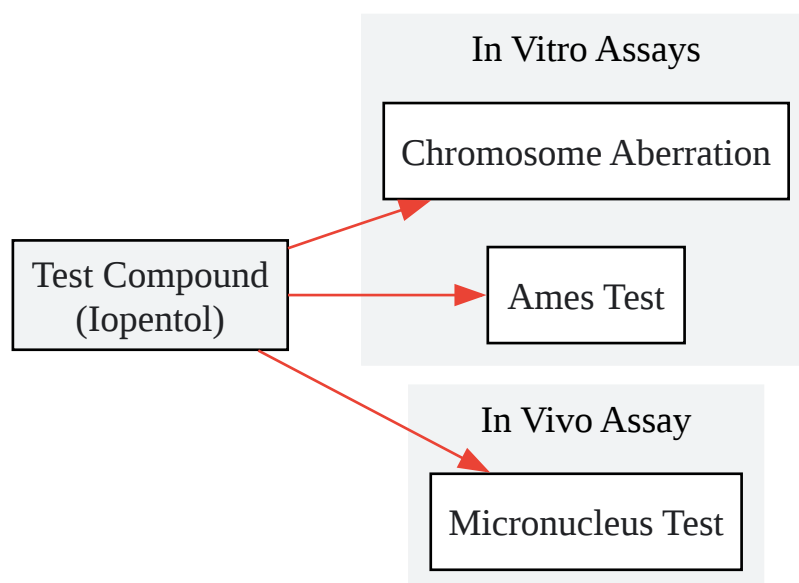 In Vitro Assays
Chromosome Aberration
Test Compound
(Iopentol)
Ames Test
In Vivo Assay
Micronucleus Test